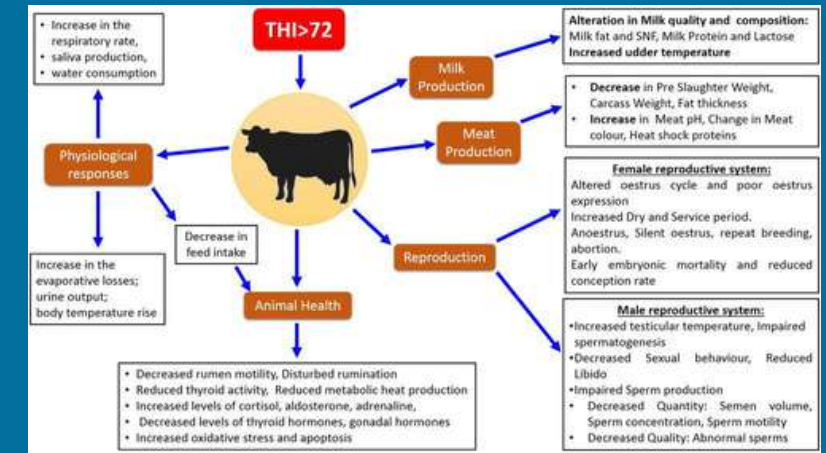 THI>72
• Increase in the
respiratory rate,
• saliva production,
• water consumption
Physiological
responses
Increase in the
evaporative losses;
urine output;
body temperature rise
Decrease in
feed intake
Animal Health
• Decreased rumen motility, Disturbed rumination
• Reduced thyroid activity, Reduced metabolic heat production
• Increased levels of cortisol, aldosterone, adrenaline,
• Decreased levels of thyroid hormones, gonadal hormones
• Increased oxidative stress and apoptosis
Milk
Production
Alteration in Milk quality and composition:
Milk fat and SNF, Milk Protein and Lactose
Increased udder temperature
Meat
Production
• Decrease in Pre Slaughter Weight,
Carcass Weight, Fat thickness
• Increase in Meat pH, Change in Meat
colour, Heat shock proteins
Reproduction
Female reproductive system:
Altered oestrus cycle and poor oestrus
expression
Increased Dry and Service period.
Anoestrus, Silent oestrus, repeat breeding,
abortion.
Early embryonic mortality and reduced
conception rate
Male reproductive system:
•Increased testicular temperature, Impaired
spermatogenesis
•Decreased Sexual behaviour, Reduced
Libido
•Impaired Sperm production
• Decreased Quantity: Semen volume,
Sperm concentration, Sperm motility
• Decreased Quality: Abnormal sperms